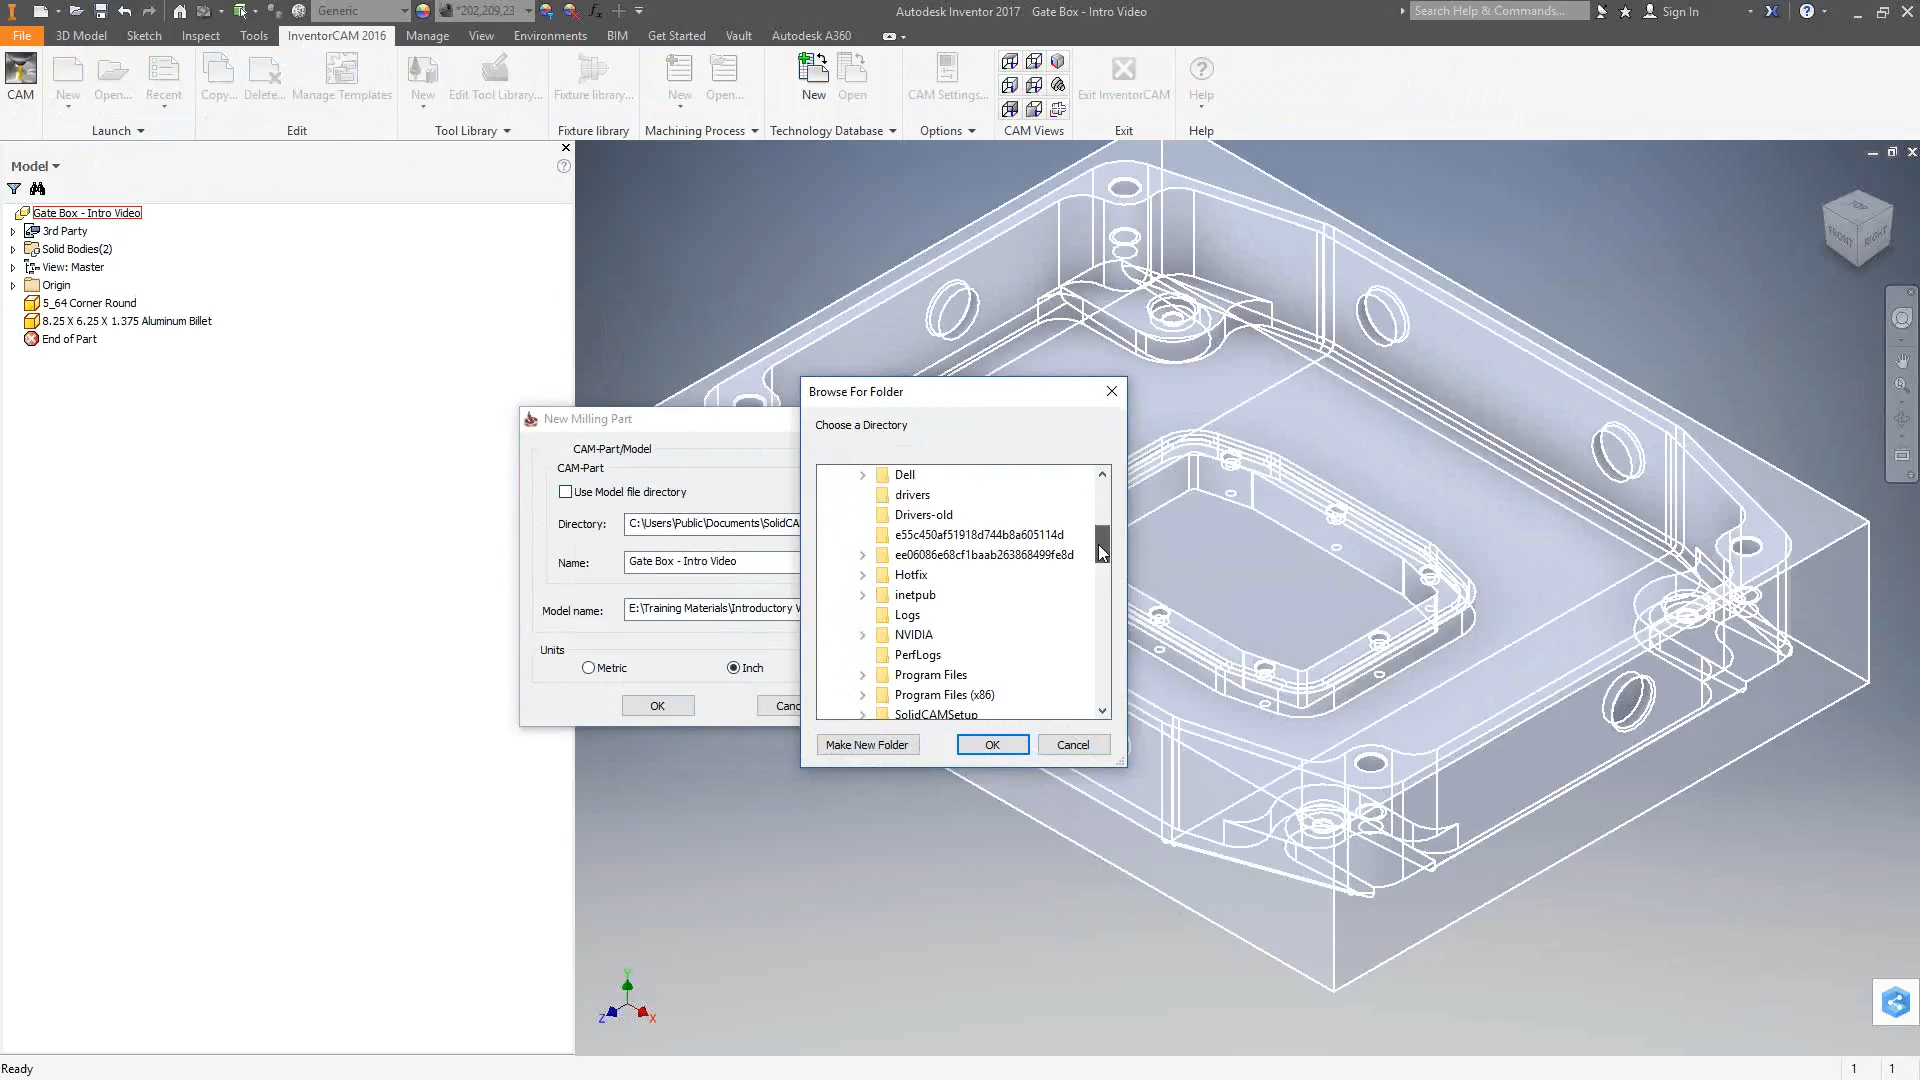 Generic
*202,209,23
Autodesk Inventor 2017 Gate Box - Intro Video
Search Help & Commands...
Sign In
File 3D Model Sketch Inspect Tools InventorCAM 2016 Manage View Environments BIM Get Started Vault Autodesk A360
CAM New Open... Recent Copy... Delete... Manage Templates New Edit Tool Library... Fixture library... New Open... New Open CAM Settings... Exit InventorCAM Help
Launch Edit Tool Library Fixture library Machining Process Technology Database Options CAM Views Exit Help
Model
Gate Box - Intro Video
3rd Party
Solid Bodies(2)
View: Master
Origin
5_64 Corner Round
8.25 X 6.25 X 1.375 Aluminum Billet
End of Part
TOP
FRONT
RIGHT
New Milling Part
CAM-Part/Model
CAM-Part
Use Model file directory
Directory: C:\Users\Public\Documents\SolidCA
Name: Gate Box - Intro Video
Model name: E:\Training Materials\Introductory V
Units
Metric Inch
OK Canc
Browse For Folder
Choose a Directory
Dell
drivers
Drivers-old
e55c450af51918d744b8a605114d
ee06086e68cf1baab263868499fe8d
Hotfix
inetpub
Logs
NVIDIA
PerfLogs
Program Files
Program Files (x86)
SolidCAMSetup
Make New Folder OK Cancel
Y
Z X
Ready
1 1